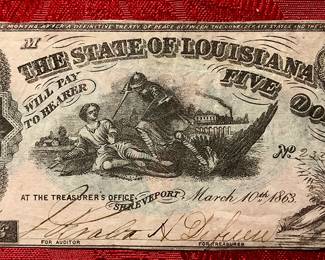 MONTHS AFTER A DEFINITIVE TREATY OF PEACE BETWEEN THE CONFEDERATE STATES AND THE
M
THE STATE OF LOUISIANA
WILL PAY
TO BEARER
FIVE DO
No
AT THE TREASURER'S OFFICE,
SHREVEPORT,
March 10th 1863.
FOR AUDITOR
FOR TREASURER